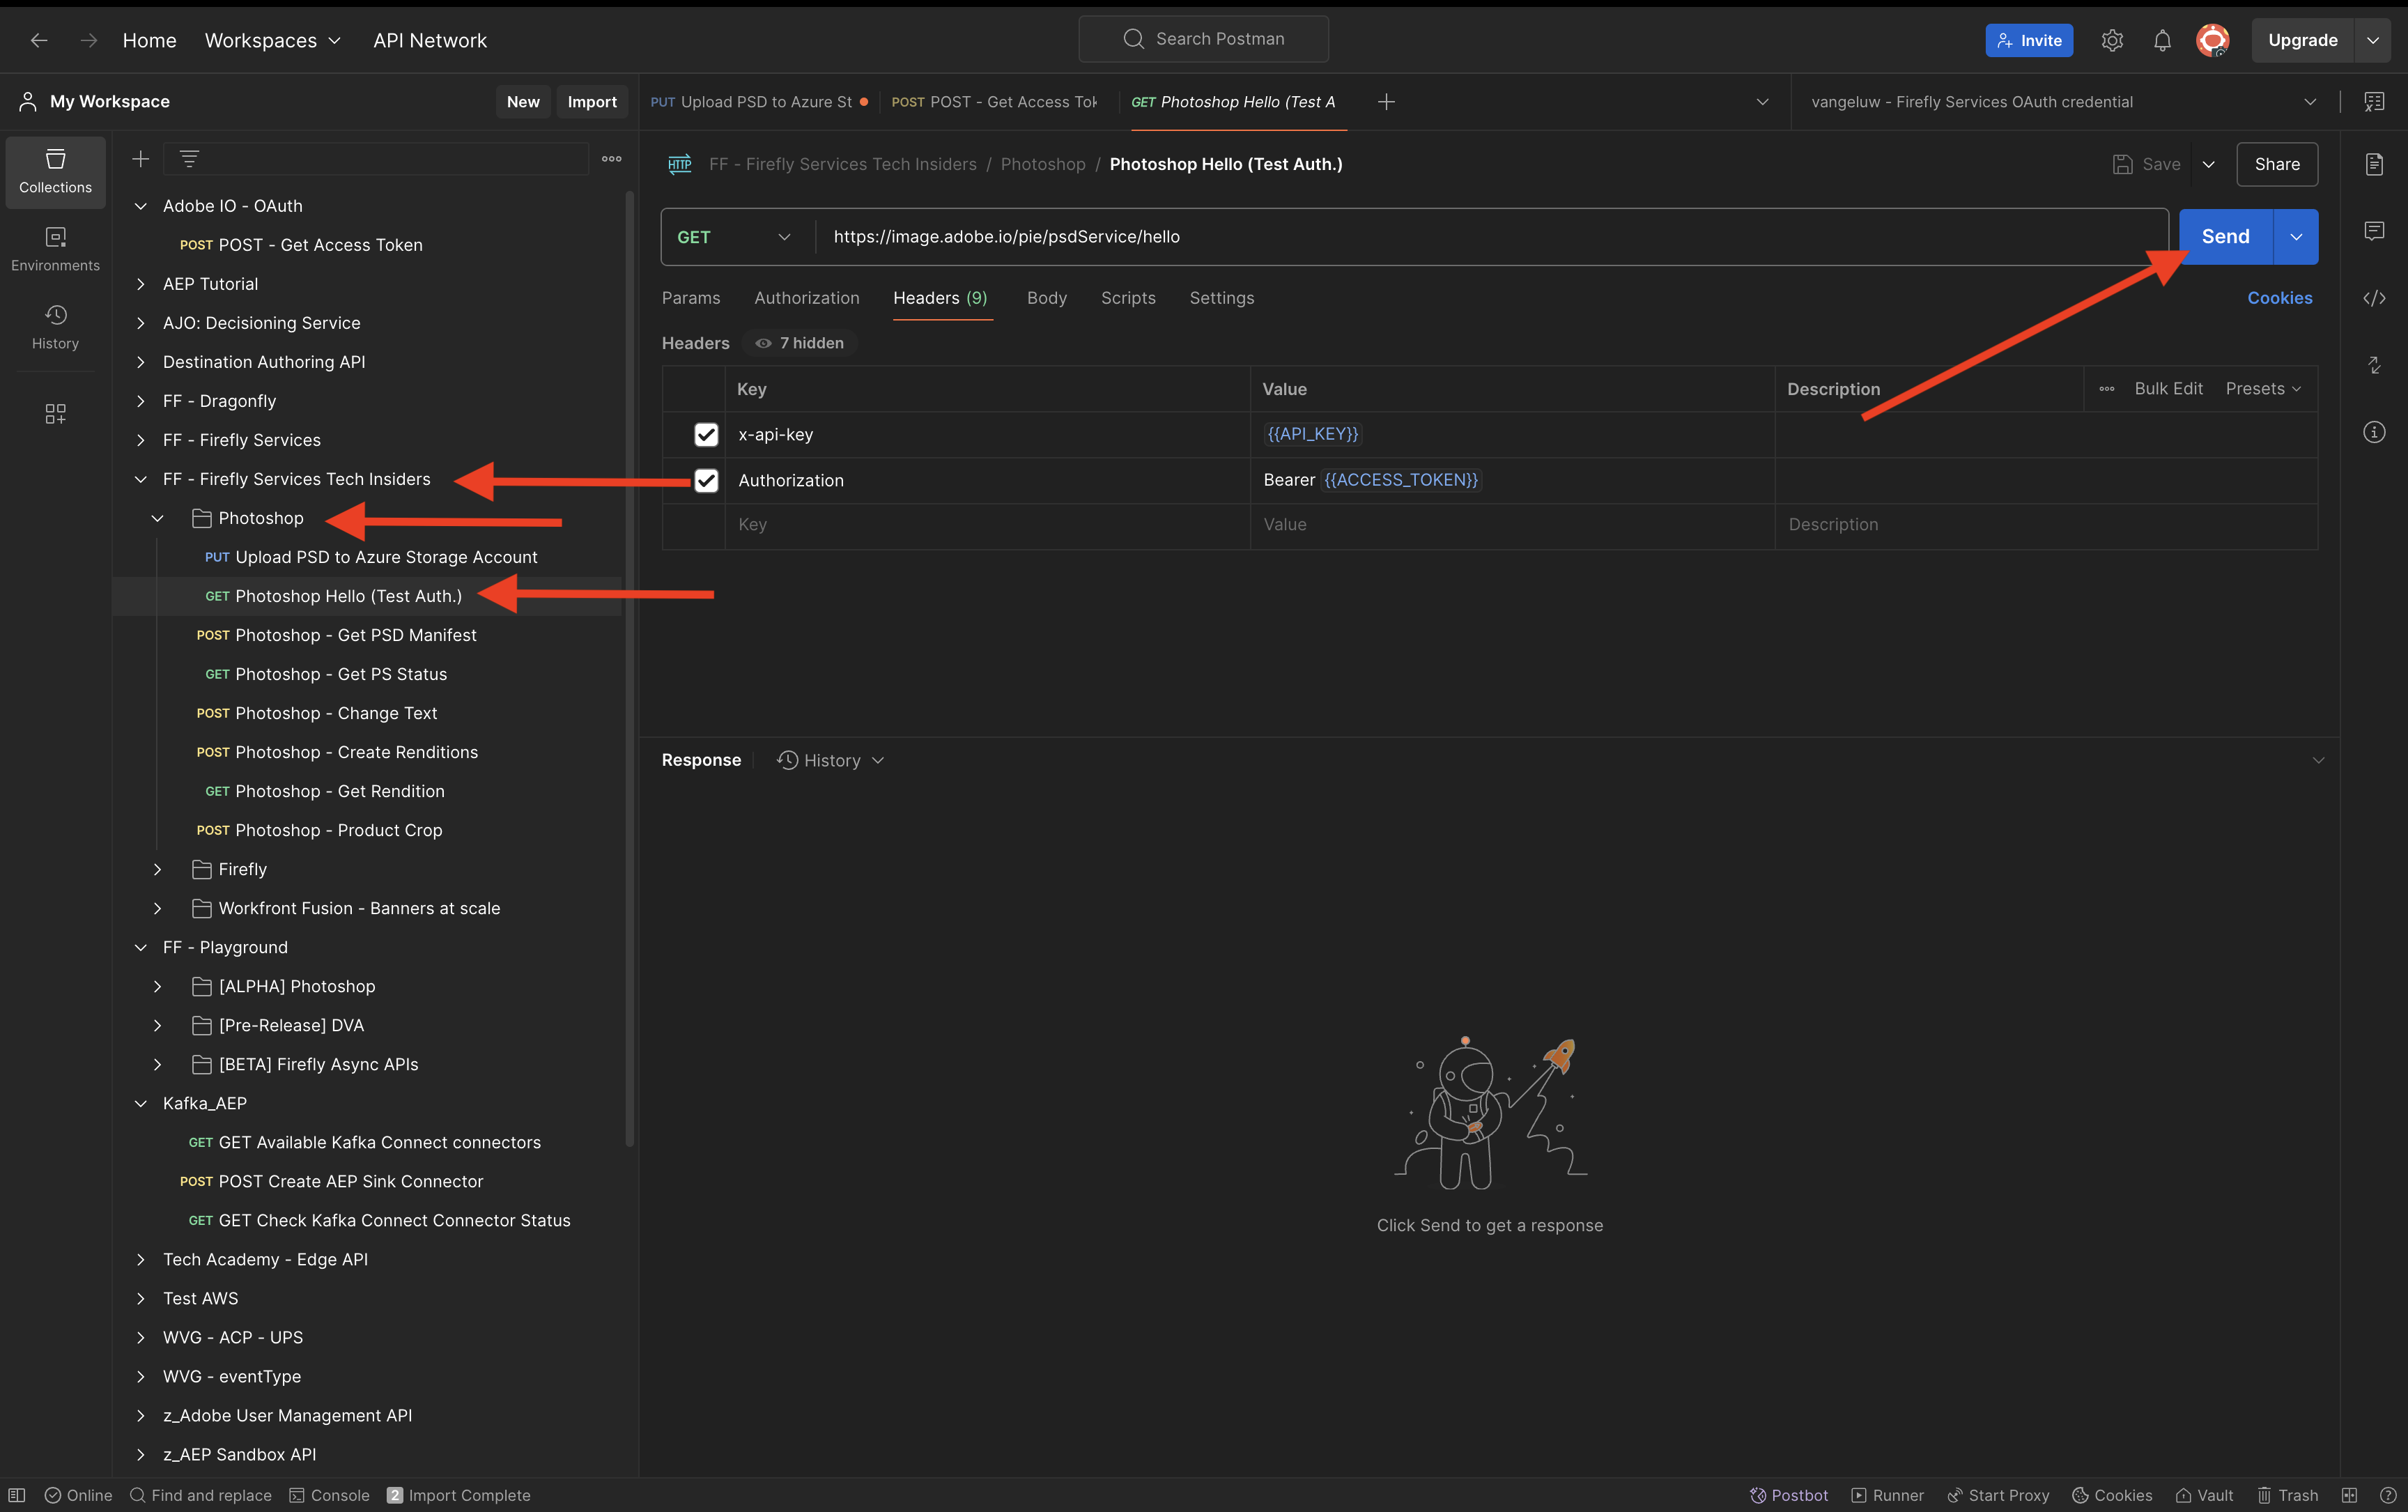 Home Workspaces API Network Search Postman Invite Upgrade
My Workspace New Import PUT Upload PSD to Azure St POST POST - Get Access Tok GET Photoshop Hello (Test A vangeluw - Firefly Services OAuth credential
Collections
Environments
History
Adobe IO - OAuth
POST POST - Get Access Token
AEP Tutorial
AJO: Decisioning Service
Destination Authoring API
FF - Dragonfly
FF - Firefly Services
FF - Firefly Services Tech Insiders
Photoshop
PUT Upload PSD to Azure Storage Account
GET Photoshop Hello (Test Auth.)
POST Photoshop - Get PSD Manifest
GET Photoshop - Get PS Status
POST Photoshop - Change Text
POST Photoshop - Create Renditions
GET Photoshop - Get Rendition
POST Photoshop - Product Crop
Firefly
Workfront Fusion - Banners at scale
FF - Playground
[ALPHA] Photoshop
[Pre-Release] DVA
[BETA] Firefly Async APIs
Kafka_AEP
GET GET Available Kafka Connect connectors
POST POST Create AEP Sink Connector
GET GET Check Kafka Connect Connector Status
Tech Academy - Edge API
Test AWS
WVG - ACP - UPS
WVG - eventType
z_Adobe User Management API
z_AEP Sandbox API
HTTP FF - Firefly Services Tech Insiders / Photoshop / Photoshop Hello (Test Auth.) Save Share
GET https://image.adobe.io/pie/psdService/hello Send
Params Authorization Headers (9) Body Scripts Settings Cookies
Headers 7 hidden
Key Value Description Bulk Edit Presets
x-api-key {{API_KEY}}
Authorization Bearer {{ACCESS_TOKEN}}
Key Value Description
Response History
Click Send to get a response
Online Find and replace Console 2 Import Complete Postbot Runner Start Proxy Cookies Vault Trash